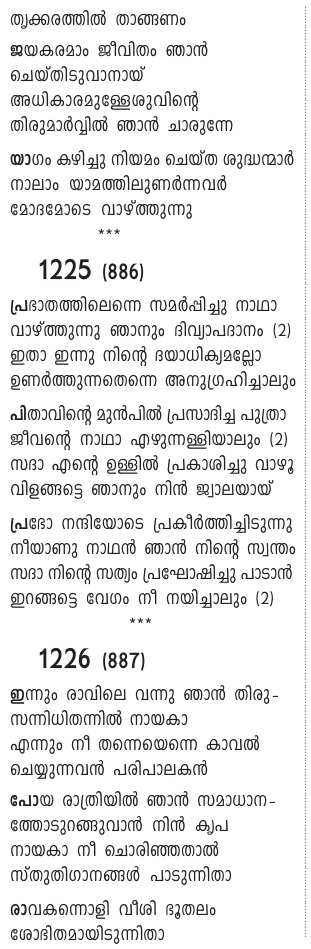 തൃക്കരത്തിൽ താങ്ങണം
ജയകരമാം ജീവിതം ഞാൻ
ചെയ്തിടുവാനായ്
അധികാരമുള്ളേശുവിന്റെ
തിരുമാർവ്വിൽ ഞാൻ ചാരുന്നേ
യാഗം കഴിച്ചു നിയമം ചെയ്ത ശുദ്ധന്മാർ
നാലാം യാമത്തിലുണർന്നവർ
മോദമോടെ വാഴ്ത്തുന്നു
***
1225 (886)
പ്രഭാതത്തിലെന്നെ സമർപ്പിച്ചു നാഥാ
വാഴ്ത്തുന്നു ഞാനും ദിവ്യാപദാനം (2)
ഇതാ ഇന്നു നിന്റെ ദയാധിക്യമല്ലോ
ഉണർത്തുന്നതെന്നെ അനുഗ്രഹിച്ചാലും
പിതാവിന്റെ മുൻപിൽ പ്രസാദിച്ച പുത്രാ
ജീവന്റെ നാഥാ എഴുന്നള്ളിയാലും (2)
സദാ എന്റെ ഉള്ളിൽ പ്രകാശിച്ചു വാഴൂ
വിളങ്ങട്ടെ ഞാനും നിൻ ജ്വാലയായ്
പ്രഭോ നന്ദിയോടെ പ്രകീർത്തിച്ചിടുന്നു
നീയാണു നാഥൻ ഞാൻ നിന്റെ സ്വന്തം
സദാ നിന്റെ സത്വം പ്രഘോഷിച്ചു പാടാൻ
ഇറങ്ങട്ടെ വേഗം നീ നയിച്ചാലും (2)
***
1226 (887)
ഇന്നും രാവിലെ വന്നു ഞാൻ തിരു-
സന്നിധിതന്നിൽ നായകാ
എന്നും നീ തന്നെയെന്നെ കാവൽ
ചെയ്യുന്നവൻ പരിപാലകൻ
പോയ രാത്രിയിൽ ഞാൻ സമാധാന-
ത്തോടുറങ്ങുവാൻ നിൻ കൃപ
നായകാ നീ ചൊരിഞ്ഞതാൽ
സ്തുതിഗാനങ്ങൾ പാടുന്നിതാ
രാവകന്നൊളി വീശി ഭൂതലം
ശോഭിതമായിടുന്നിതാ